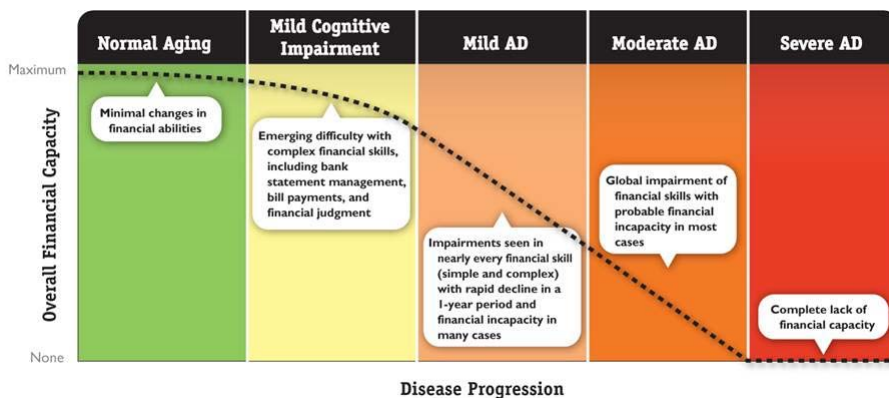 Normal Aging
Mild Cognitive
Impairment
Mild AD
Moderate AD
Severe AD
Maximum
Overall Financial Capacity
None
Minimal changes in
financial abilities
Emerging difficulty with
complex financial skills,
including bank
statement management,
bill payments, and
financial judgment
Impairments seen in
nearly every financial skill
(simple and complex)
with rapid decline in a
1-year period and
financial incapacity in
many cases
Global impairment of
financial skills with
probable financial
incapacity in most
cases
Complete lack of
financial capacity
Disease Progression